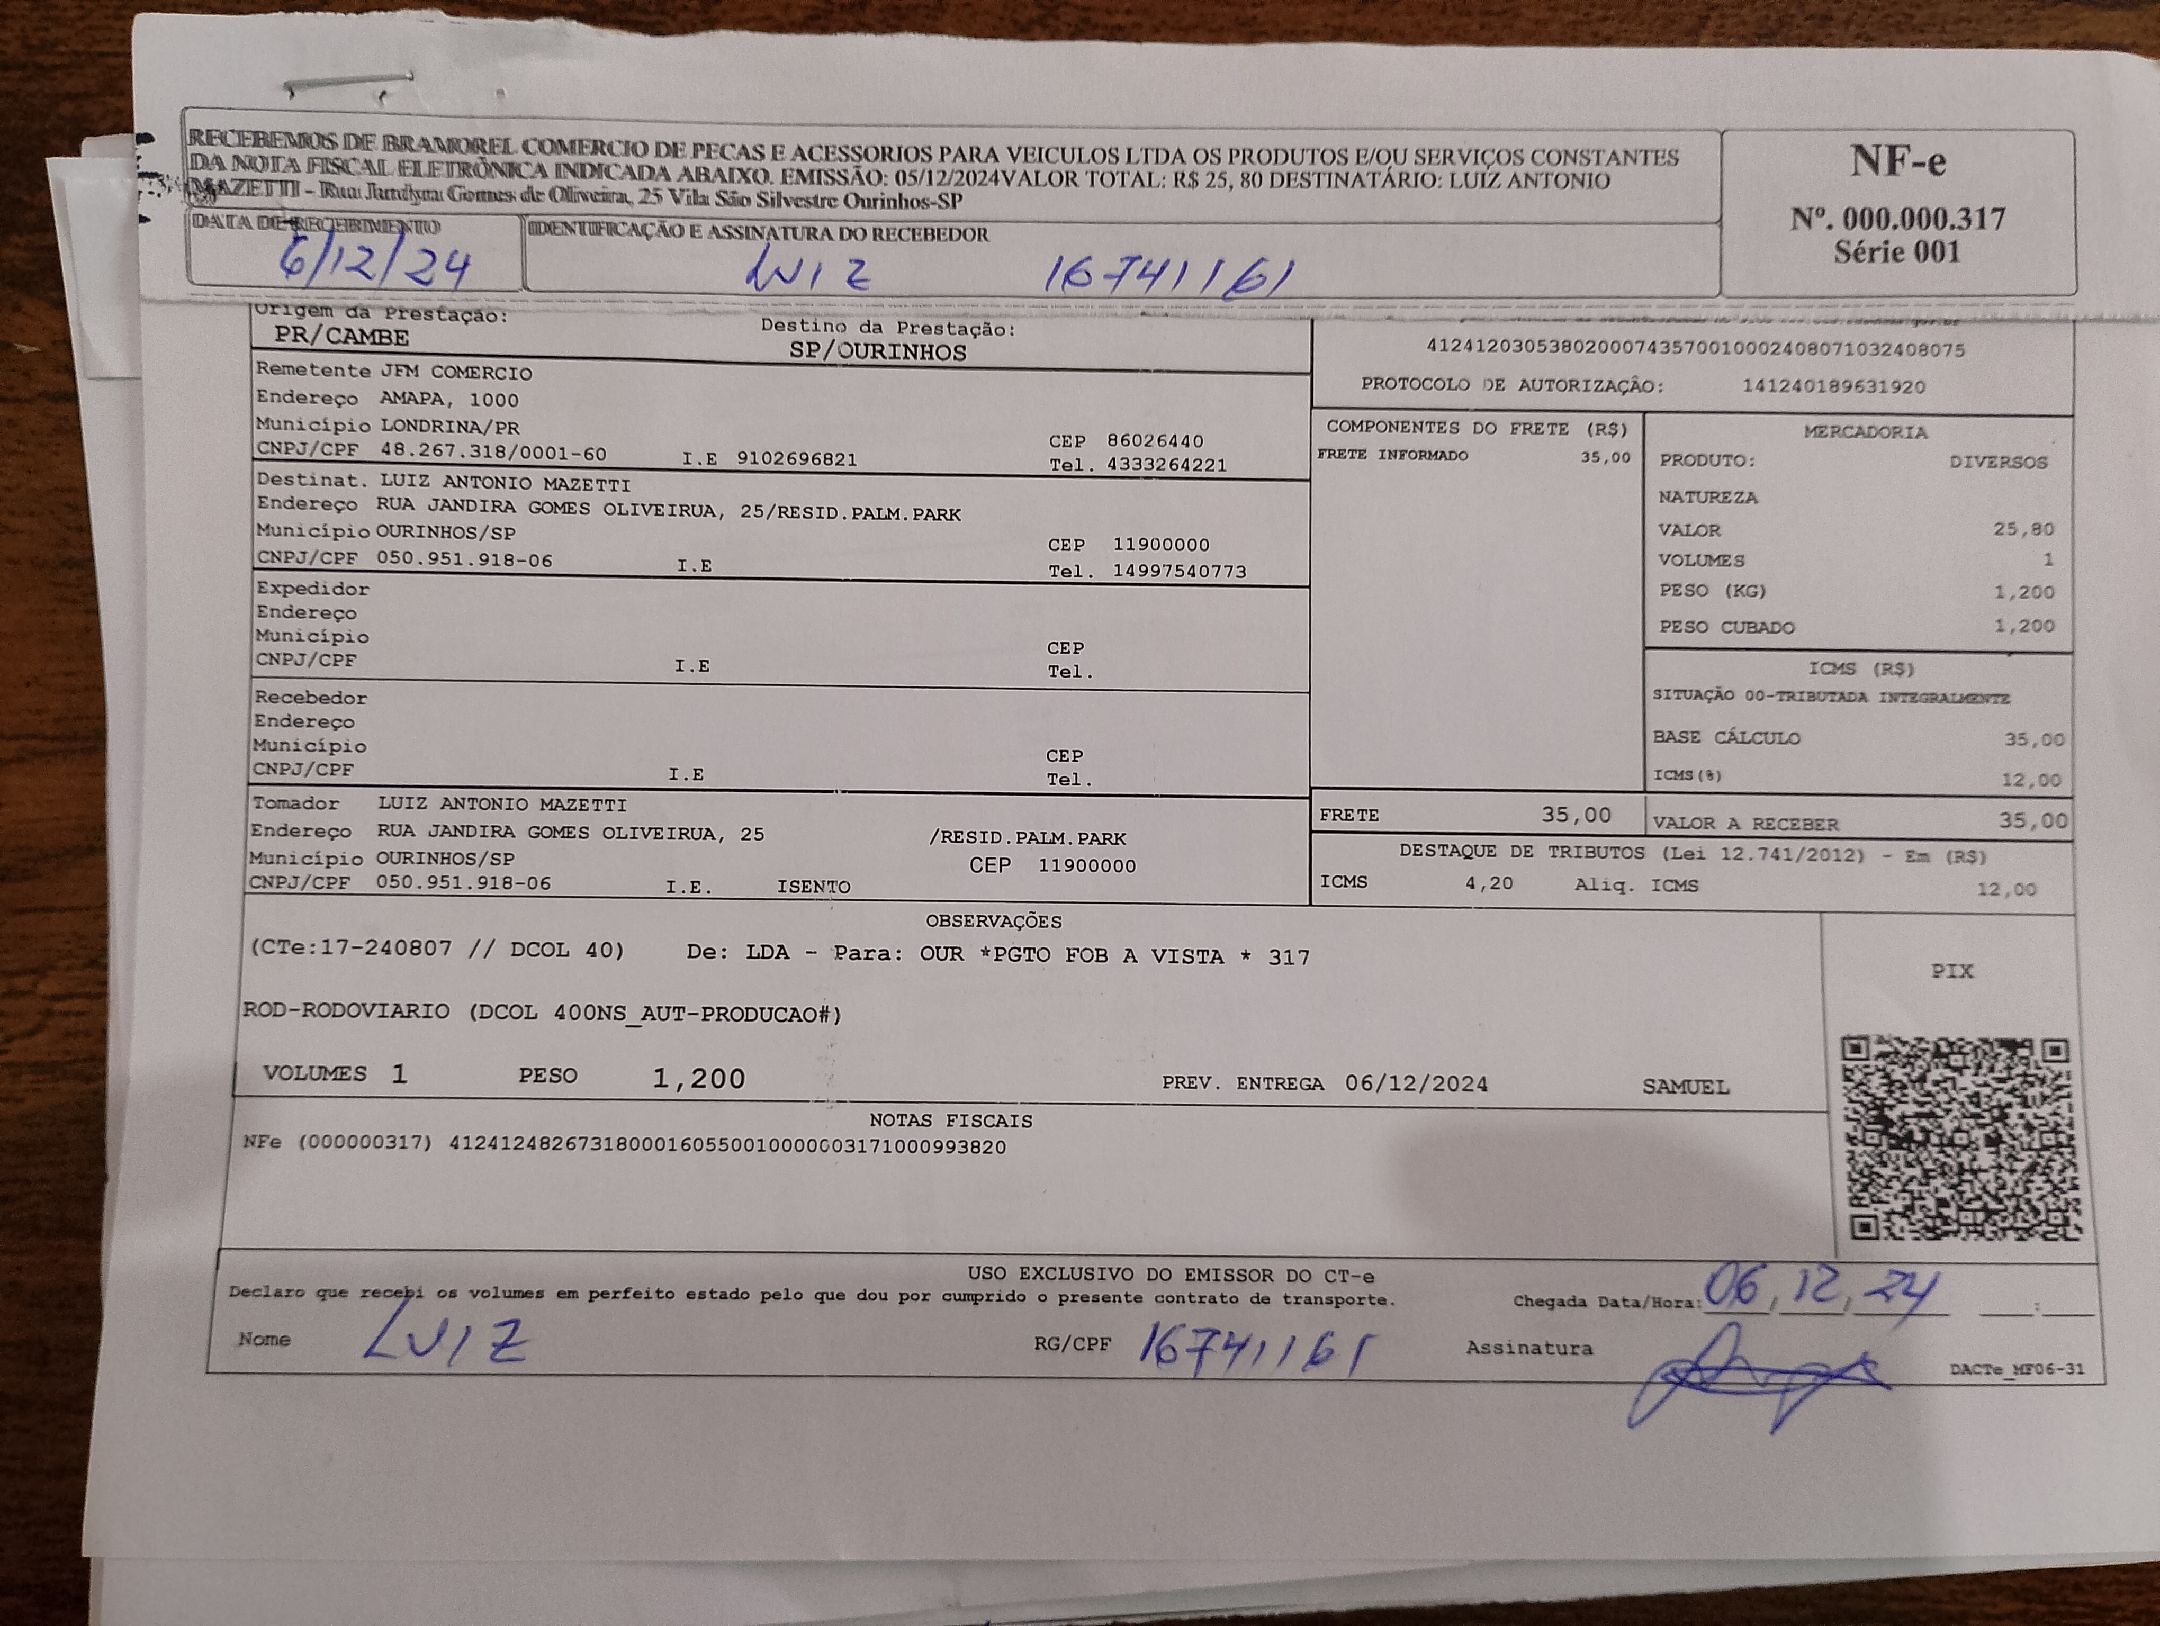 RECEBEMOS DE BRAMOREL COMERCIO DE PECAS E ACESSORIOS PARA VEICULOS LTDA OS PRODUTOS E/OU SERVIÇOS CONSTANTES
DA NOTA FISCAL ELETRÔNICA INDICADA ABAIXO. EMISSÃO: 05/12/2024VALOR TOTAL: R$ 25, 80 DESTINATÁRIO: LUIZ ANTONIO
MAZETTI - Rua Jandyra Gomes de Oliveira, 25 Vila São Silvestre Ourinhos-SP
NF-e
Nº. 000.000.317
Série 001
DATA DE RECEBIMENTO
6/12/24
IDENTIFICAÇÃO E ASSINATURA DO RECEBEDOR
LUIZ 16741161
Origem da Prestação: Destino da Prestação:
PR/CAMBE SP/OURINHOS
41241203053802000743570010002408071032408075
PROTOCOLO DE AUTORIZAÇÃO: 141240189631920
Remetente JFM COMERCIO
Endereço AMAPA, 1000
Município LONDRINA/PR CEP 86026440
CNPJ/CPF 48.267.318/0001-60 I.E 9102696821 Tel. 4333264221
Destinat. LUIZ ANTONIO MAZETTI
Endereço RUA JANDIRA GOMES OLIVEIRUA, 25/RESID.PALM.PARK
Município OURINHOS/SP CEP 11900000
CNPJ/CPF 050.951.918-06 I.E Tel. 14997540773
Expedidor
Endereço
Município CEP
CNPJ/CPF I.E Tel.
Recebedor
Endereço
Município CEP
CNPJ/CPF I.E Tel.
Tomador LUIZ ANTONIO MAZETTI
Endereço RUA JANDIRA GOMES OLIVEIRUA, 25 /RESID.PALM.PARK
Município OURINHOS/SP CEP 11900000
CNPJ/CPF 050.951.918-06 I.E. ISENTO
COMPONENTES DO FRETE (R$)
FRETE INFORMADO 35,00
MERCADORIA
PRODUTO: DIVERSOS
NATUREZA
VALOR 25,80
VOLUMES 1
PESO (KG) 1,200
PESO CUBADO 1,200
ICMS (R$)
SITUAÇÃO 00-TRIBUTADA INTEGRALMENTE
BASE CÁLCULO 35,00
ICMS(%) 12,00
FRETE 35,00 VALOR A RECEBER 35,00
DESTAQUE DE TRIBUTOS (Lei 12.741/2012) - Em (R$)
ICMS 4,20 Aliq. ICMS 12,00
OBSERVAÇÕES
(CTe:17-240807 // DCOL 40) De: LDA - Para: OUR *PGTO FOB A VISTA * 317
ROD-RODOVIARIO (DCOL 400NS_AUT-PRODUCAO#)
PIX
VOLUMES 1 PESO 1,200 PREV. ENTREGA 06/12/2024 SAMUEL
NOTAS FISCAIS
NFe (000000317) 41241248267318000160550010000003171000993820
USO EXCLUSIVO DO EMISSOR DO CT-e
Declaro que recebi os volumes em perfeito estado pelo que dou por cumprido o presente contrato de transporte.
Chegada Data/Hora: 06,12,24 :
Nome LUIZ RG/CPF 16741161 Assinatura
DACTe_MF06-31